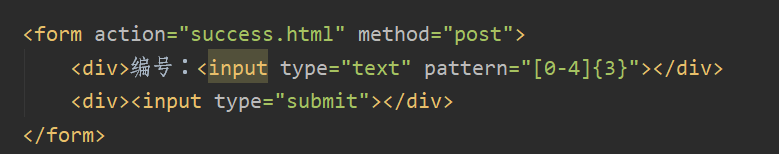 <form action="success.html" method="post">
<div>编号：<input type="text" pattern="[0-4]{3}"></div>
<div><input type="submit"></div>
</form>